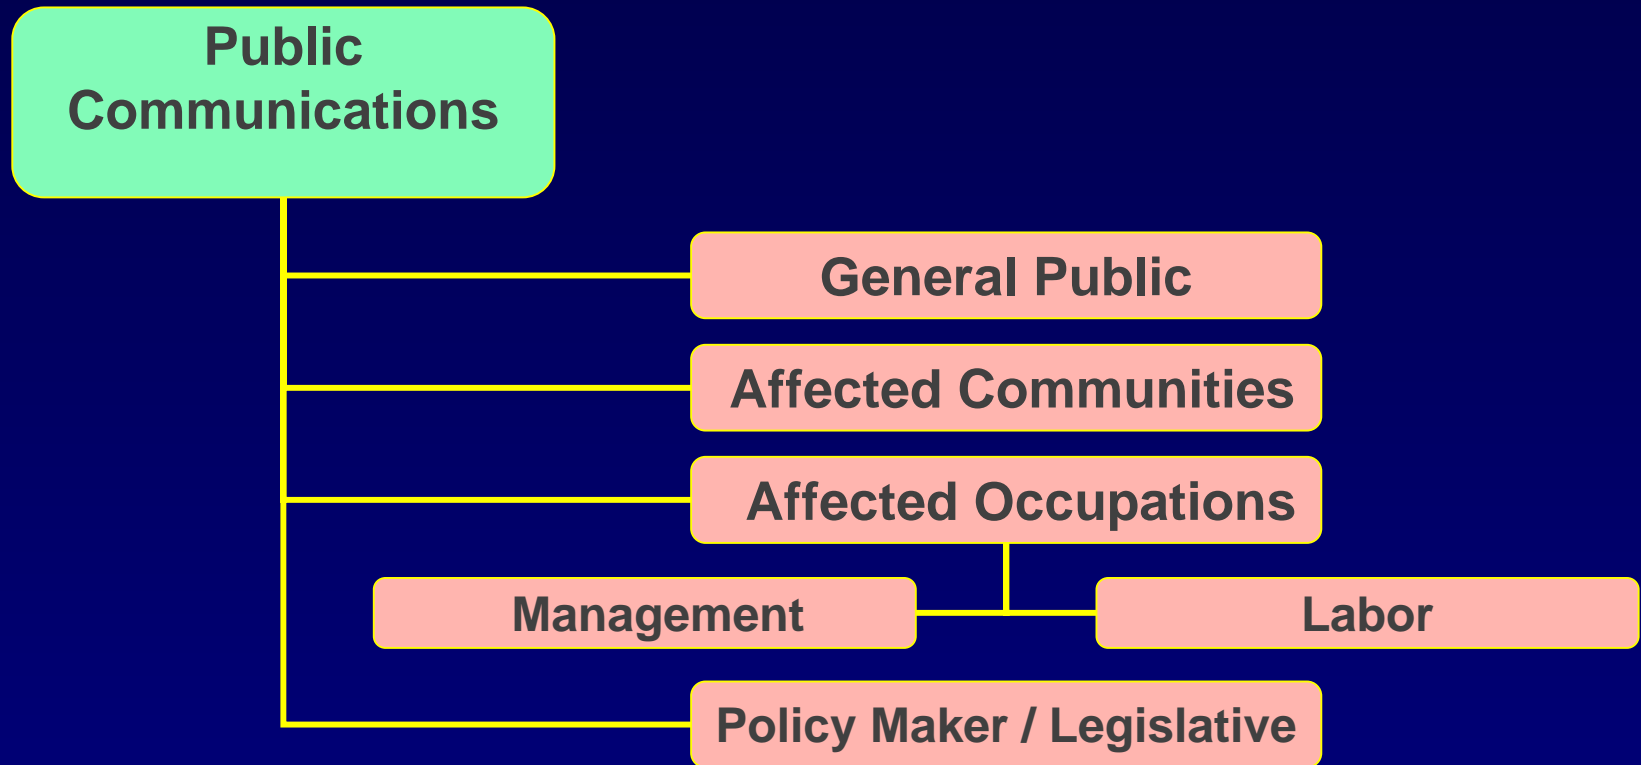 Public
Communications
General Public
Affected Communities
Affected Occupations
Management
Labor
Policy Maker / Legislative